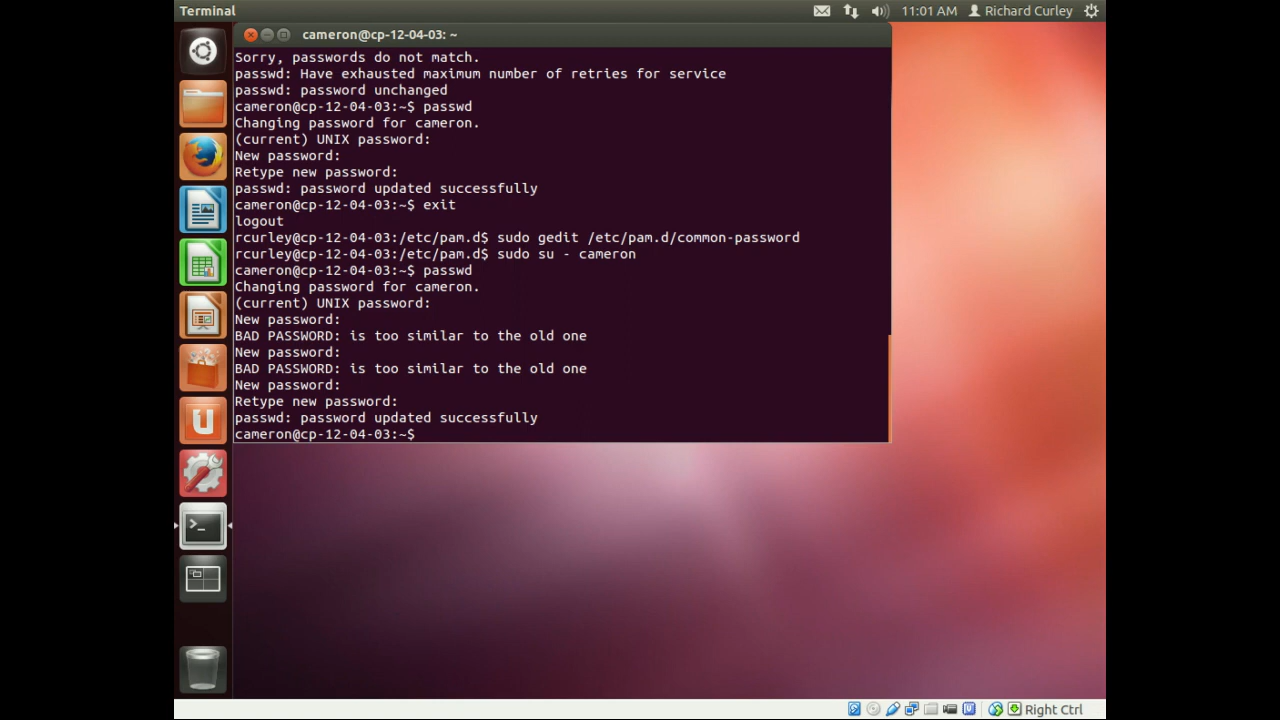 Terminal
11:01 AM
Richard Curley
cameron@cp-12-04-03: ~
Sorry, passwords do not match.
passwd: Have exhausted maximum number of retries for service
passwd: password unchanged
cameron@cp-12-04-03:~$ passwd
Changing password for cameron.
(current) UNIX password:
New password:
Retype new password:
passwd: password updated successfully
cameron@cp-12-04-03:~$ exit
logout
rcurley@cp-12-04-03:/etc/pam.d$ sudo gedit /etc/pam.d/common-password
rcurley@cp-12-04-03:/etc/pam.d$ sudo su - cameron
cameron@cp-12-04-03:~$ passwd
Changing password for cameron.
(current) UNIX password:
New password:
BAD PASSWORD: is too similar to the old one
New password:
BAD PASSWORD: is too similar to the old one
New password:
Retype new password:
passwd: password updated successfully
cameron@cp-12-04-03:~$
Right Ctrl